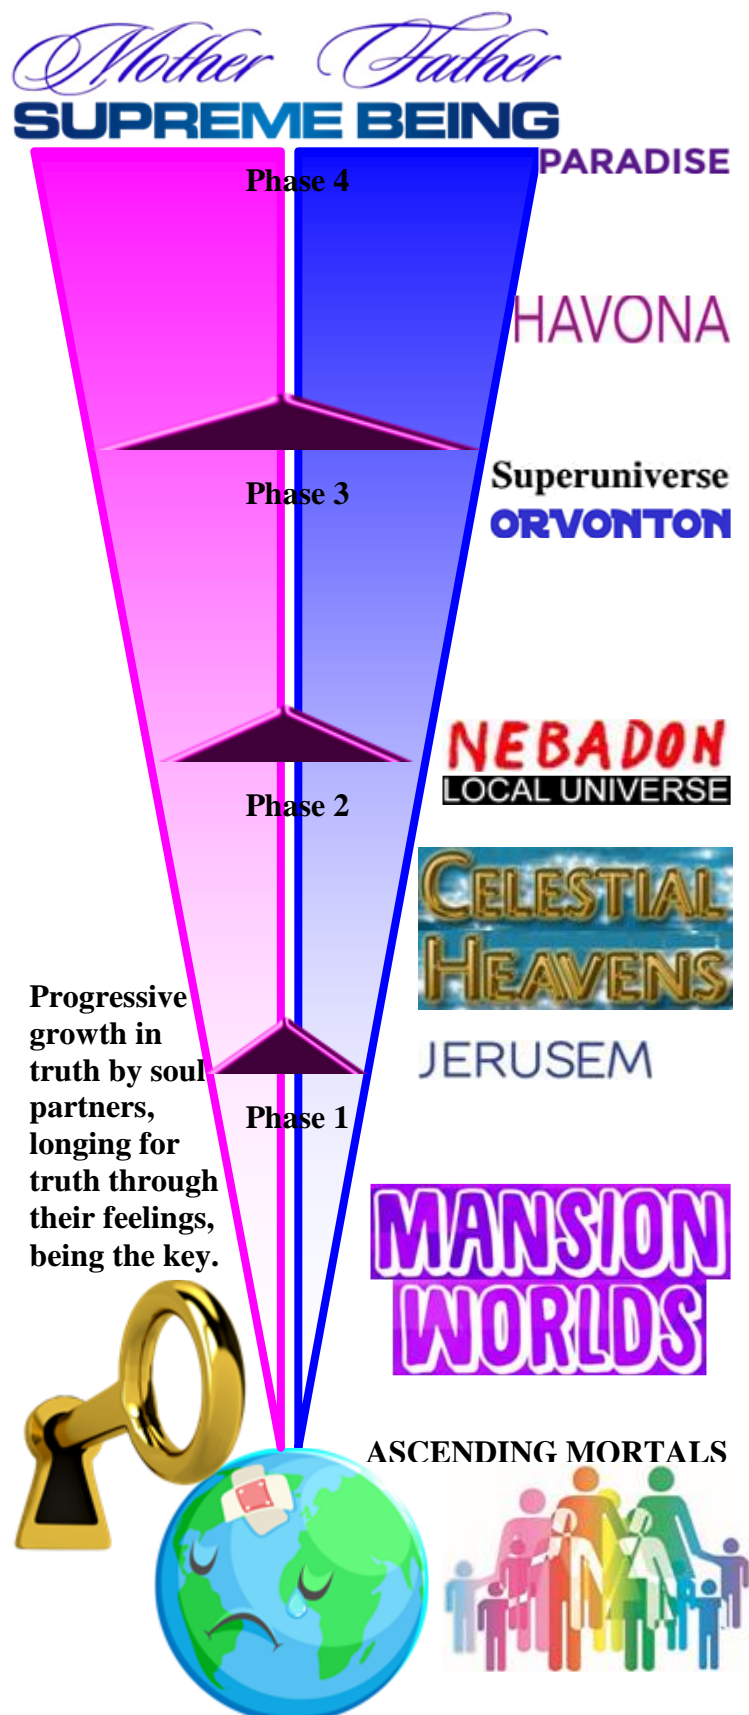 Mother Father
SUPREME BEING
PARADISE
Phase 4
HAVONA
Superuniverse
Phase 3
ORVONTON
NEBADON
LOCAL UNIVERSE
Phase 2
CELESTIAL
HEAVENS
Progressive
growth in
truth by soul
partners,
longing for
truth through
their feelings,
being the key.
JERUSEM
Phase 1
MANSION
WORLDS
ASCENDING MORTALS